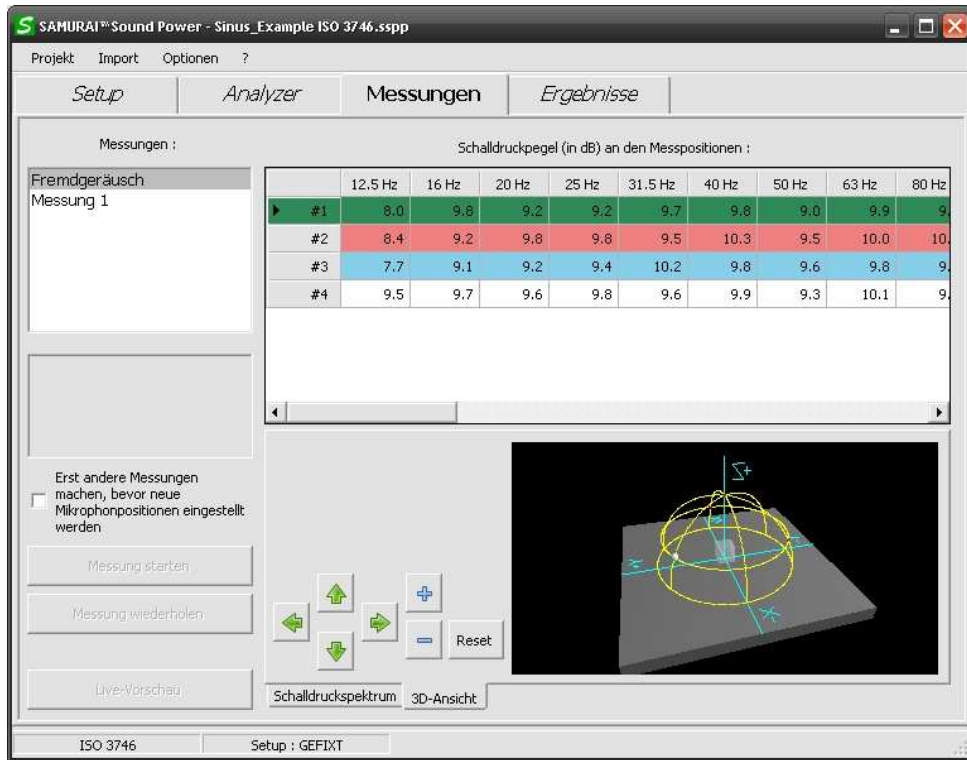 SAMURAI™Sound Power - Sinus_Example ISO 3746.sspp
Projekt Import Optionen ?
Setup Analyzer Messungen Ergebnisse
Messungen :
Fremdgeräusch
Messung 1
Schalldruckpegel (in dB) an den Messpositionen :
12.5 Hz 16 Hz 20 Hz 25 Hz 31.5 Hz 40 Hz 50 Hz 63 Hz 80 Hz
#1 8.0 9.8 9.2 9.2 9.7 9.8 9.0 9.9 9.
#2 8.4 9.2 9.8 9.8 9.5 10.3 9.5 10.0 10.
#3 7.7 9.1 9.2 9.4 10.2 9.8 9.6 9.8 9.
#4 9.5 9.7 9.6 9.8 9.6 9.9 9.3 10.1 9.
Erst andere Messungen
machen, bevor neue
Mikrophonpositionen eingestellt
werden
Messung starten
Messung wiederholen
Live-Vorschau
Reset
Z+
X
Schalldruckspektrum 3D-Ansicht
ISO 3746 Setup : GEFIXT